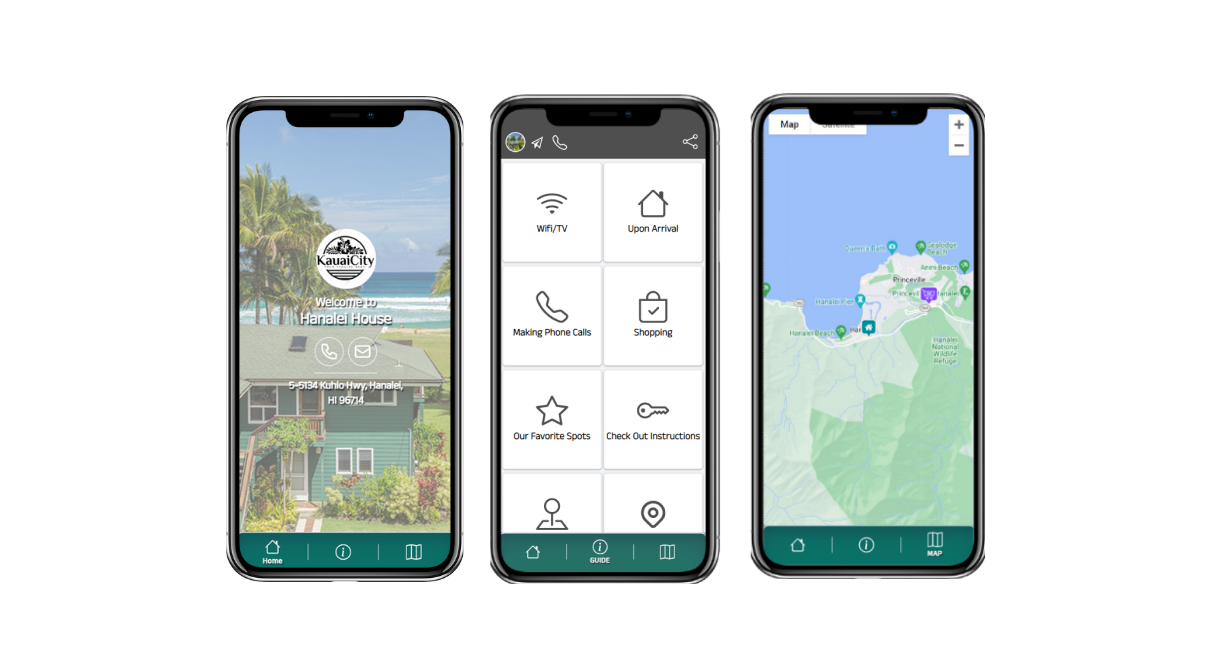 KauaiCity
Welcome to
Hanalei House
5-5134 Kuhio Hwy, Hanalei,
HI 96714
Home
Wifi/TV
Upon Arrival
Making Phone Calls
Shopping
Our Favorite Spots
Check Out Instructions
GUIDE
Map
Satellite
Queen's Bath
Sealodge
Beach
Anini Beach
Princeville
Hanalei Pier
Hanalei Beach
Hanalei
National
Wildlife
Refuge
MAP